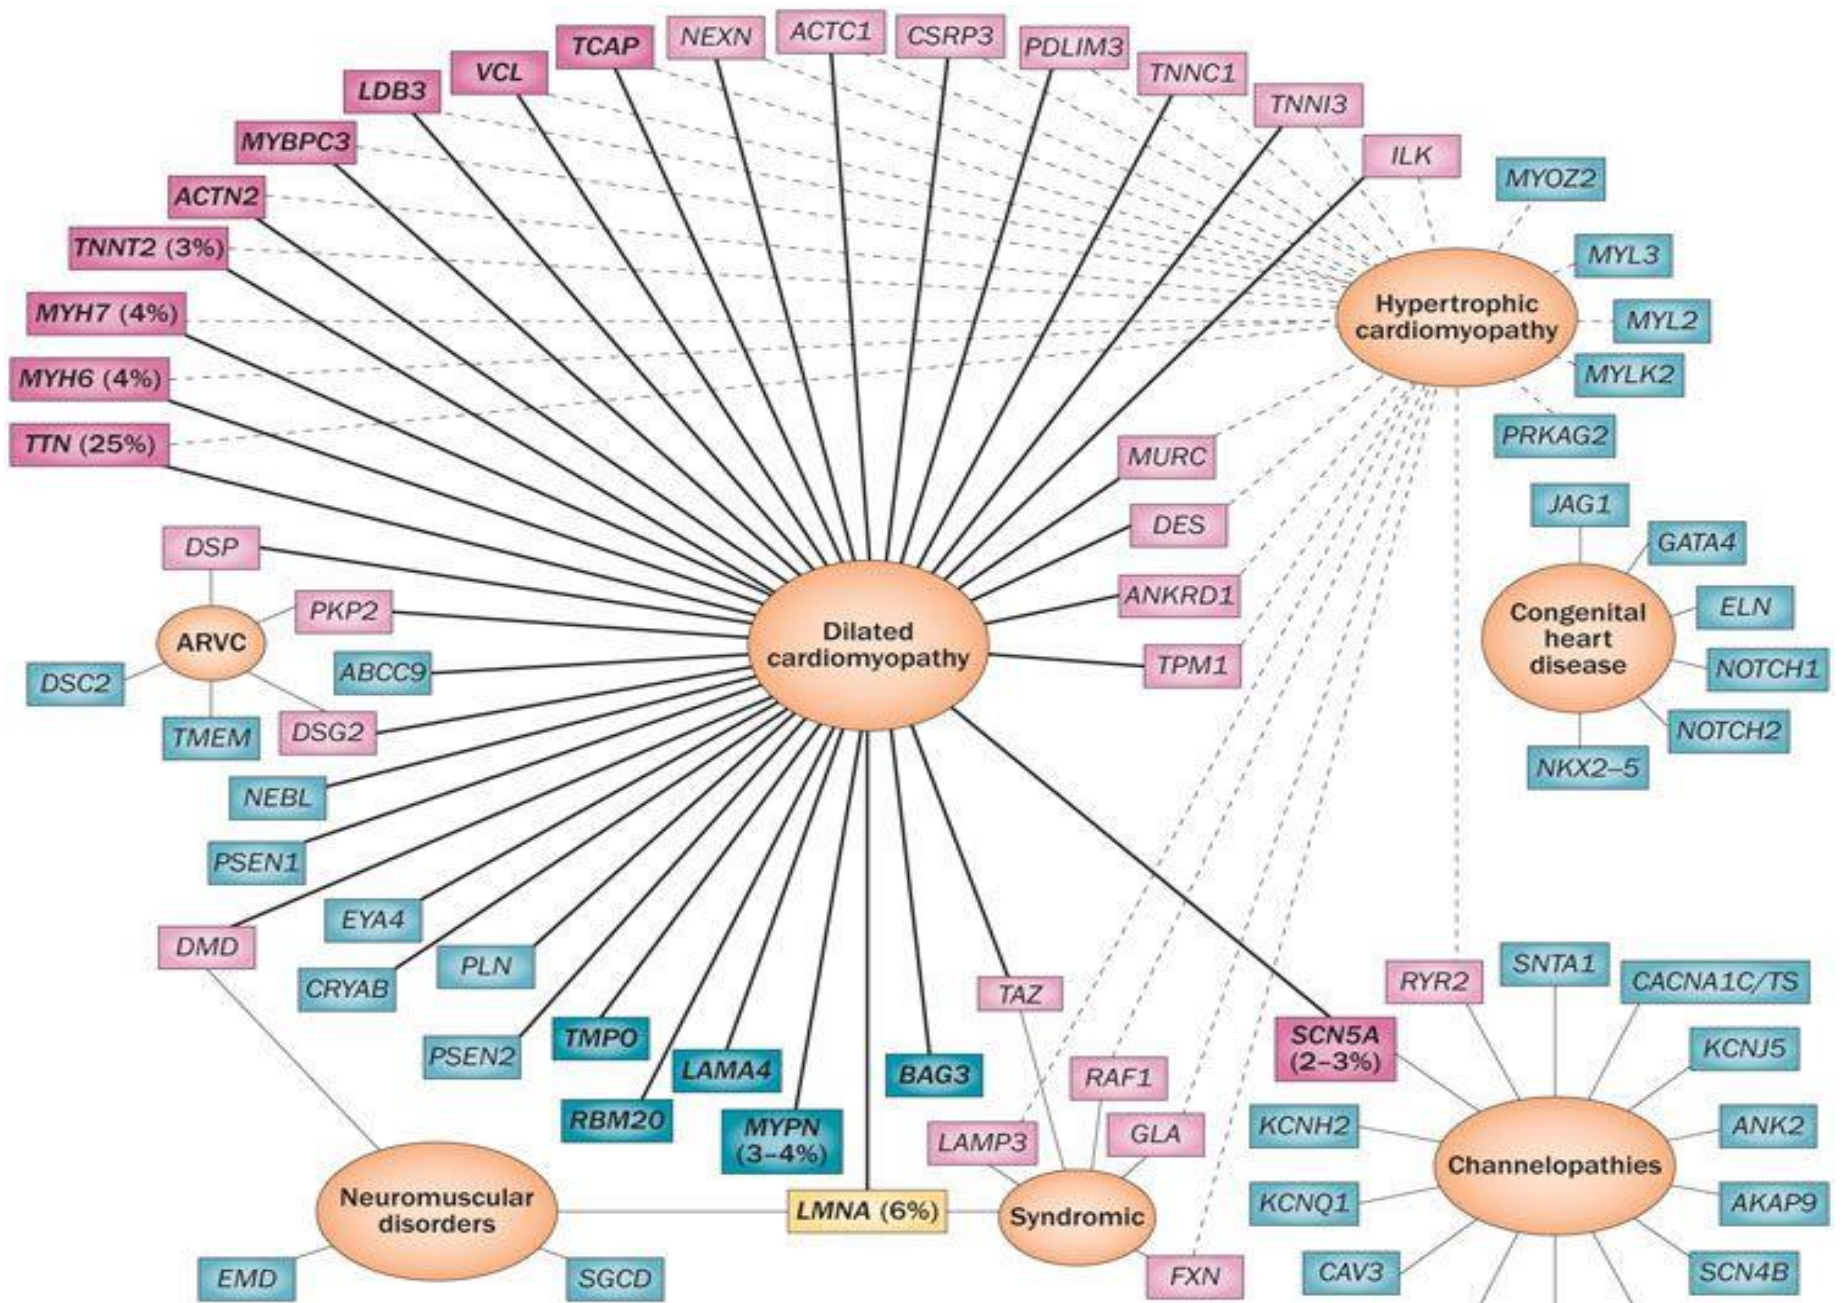 TCAP
NEXN
ACTC1
CSRP3
PDLIM3
VCL
TNNC1
LDB3
TNNI3
MYBPC3
ILK
ACTN2
MYOZ2
TNNT2 (3%)
MYL3
MYH7 (4%)
Hypertrophic
cardiomyopathy
MYL2
MYH6 (4%)
MYLK2
TTN (25%)
PRKAG2
MURC
JAG1
DES
GATA4
DSP
PKP2
ANKRD1
ELN
ARVC
Dilated
cardiomyopathy
Congenital
heart
disease
ABCC9
TPM1
NOTCH1
DSC2
TMEM
DSG2
NOTCH2
NKX2–5
NEBL
PSEN1
EYA4
DMD
PLN
CRYAB
TAZ
RYR2
SNTA1
CACNA1C/TS
TMPO
PSEN2
LAMA4
BAG3
RAF1
SCN5A
(2–3%)
KCNJ5
RBM20
MYPN
(3–4%)
LAMP3
GLA
KCNH2
ANK2
Channelopathies
Neuromuscular
disorders
LMNA (6%)
Syndromic
KCNQ1
AKAP9
EMD
SGCD
FXN
CAV3
SCN4B